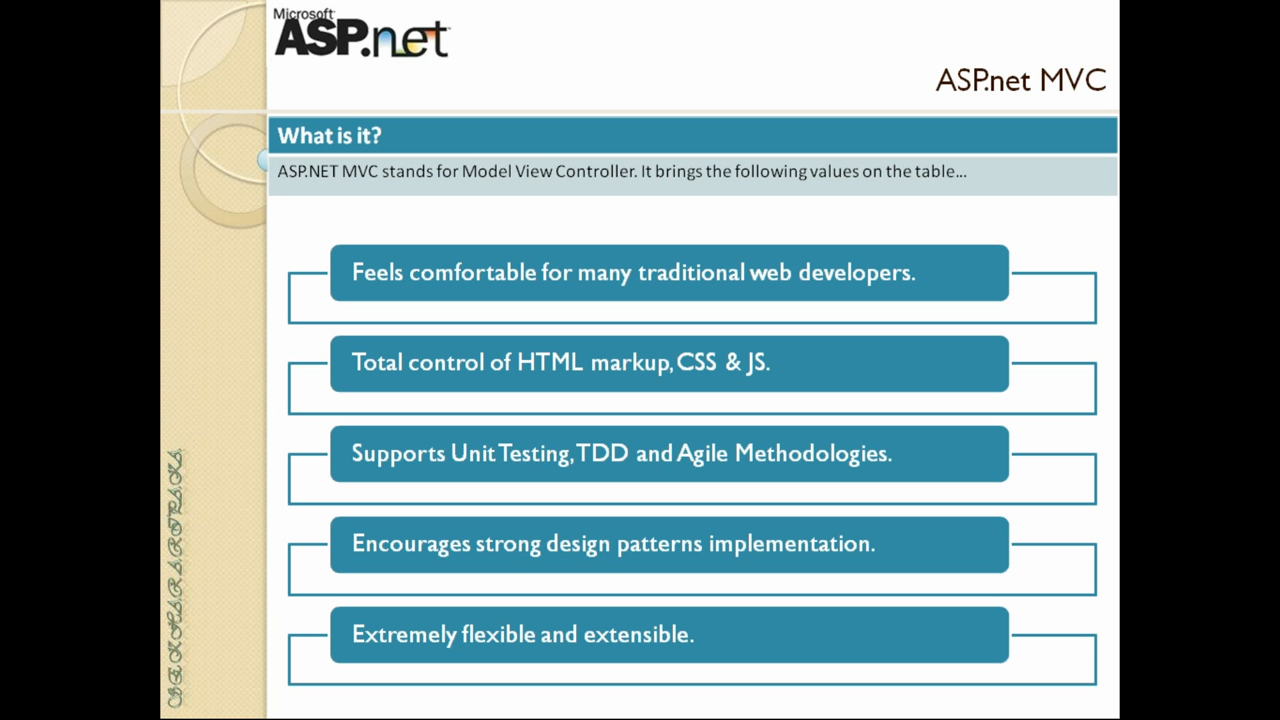 Microsoft
ASP.net
ASP.net MVC
What is it?
ASP.NET MVC stands for Model View Controller. It brings the following values on the table...
Feels comfortable for many traditional web developers.
Total control of HTML markup, CSS & JS.
Supports Unit Testing, TDD and Agile Methodologies.
Encourages strong design patterns implementation.
Extremely flexible and extensible.